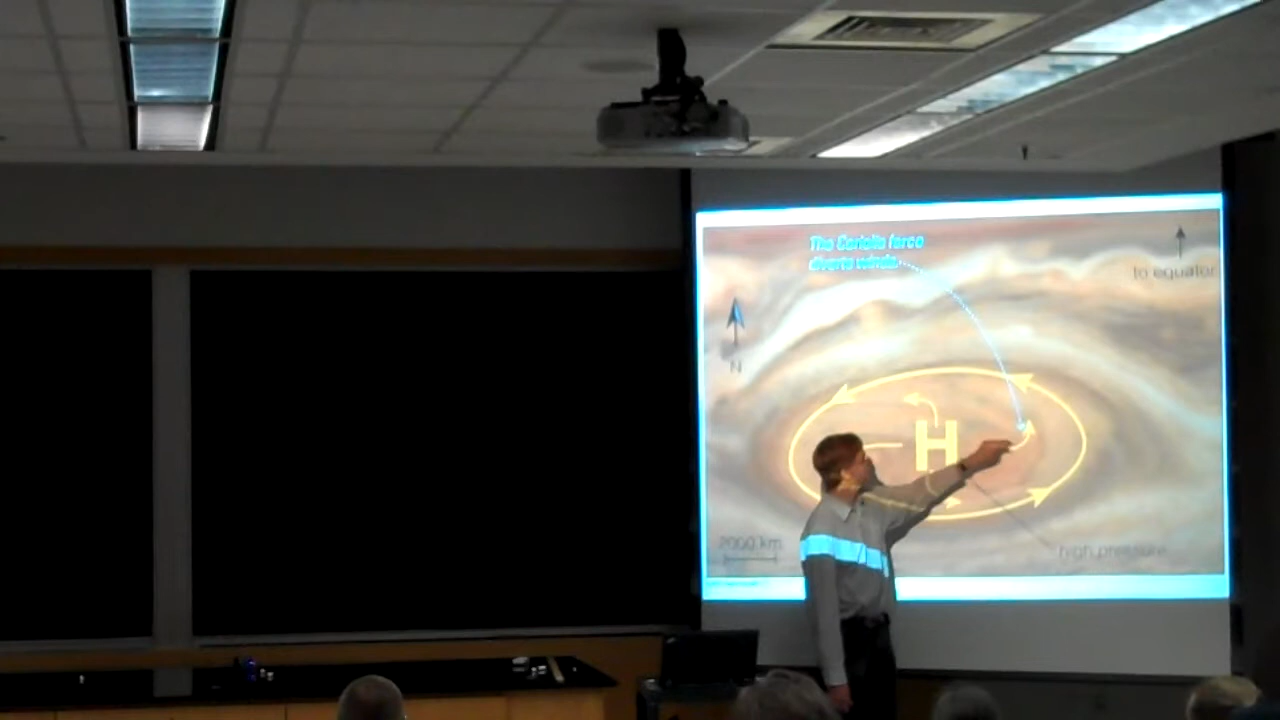 The Coriolis force
diverts winds
to equator
N
H
2000 km
high pressure